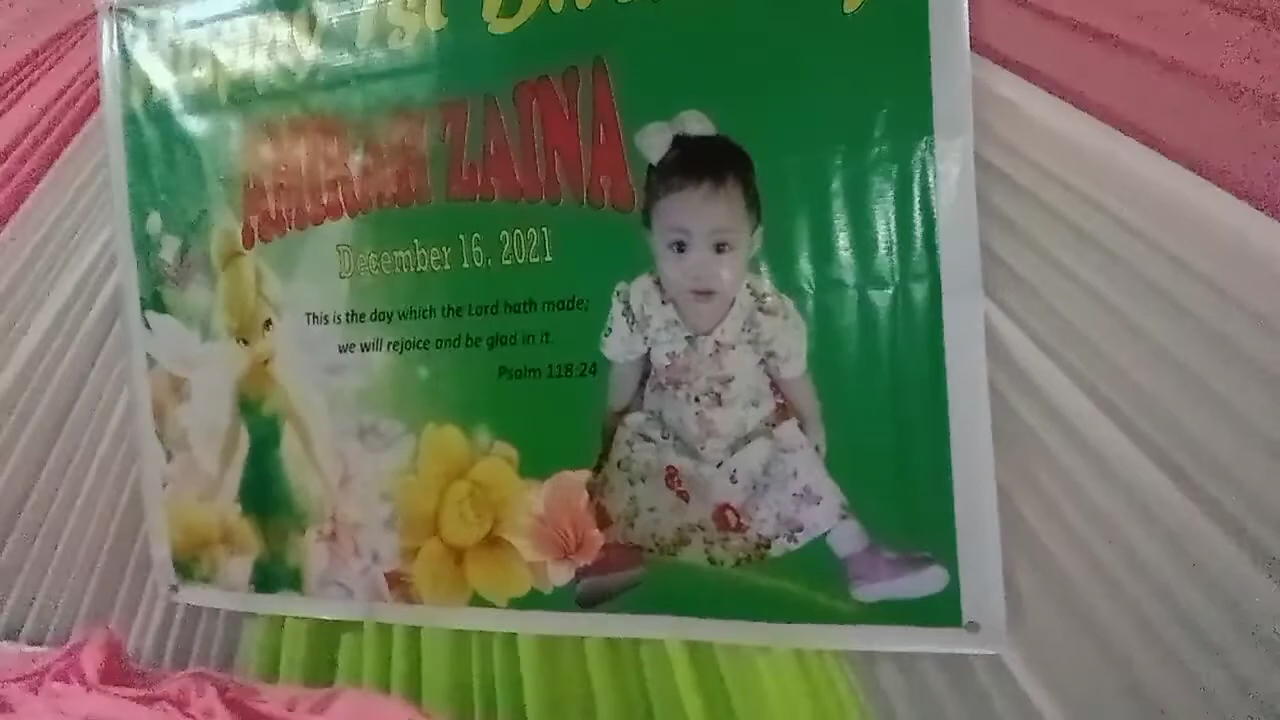 1st
ZAINA
December 16, 2021
This is the day which the Lord hath made;
we will rejoice and be glad in it.
Psalm 118:24